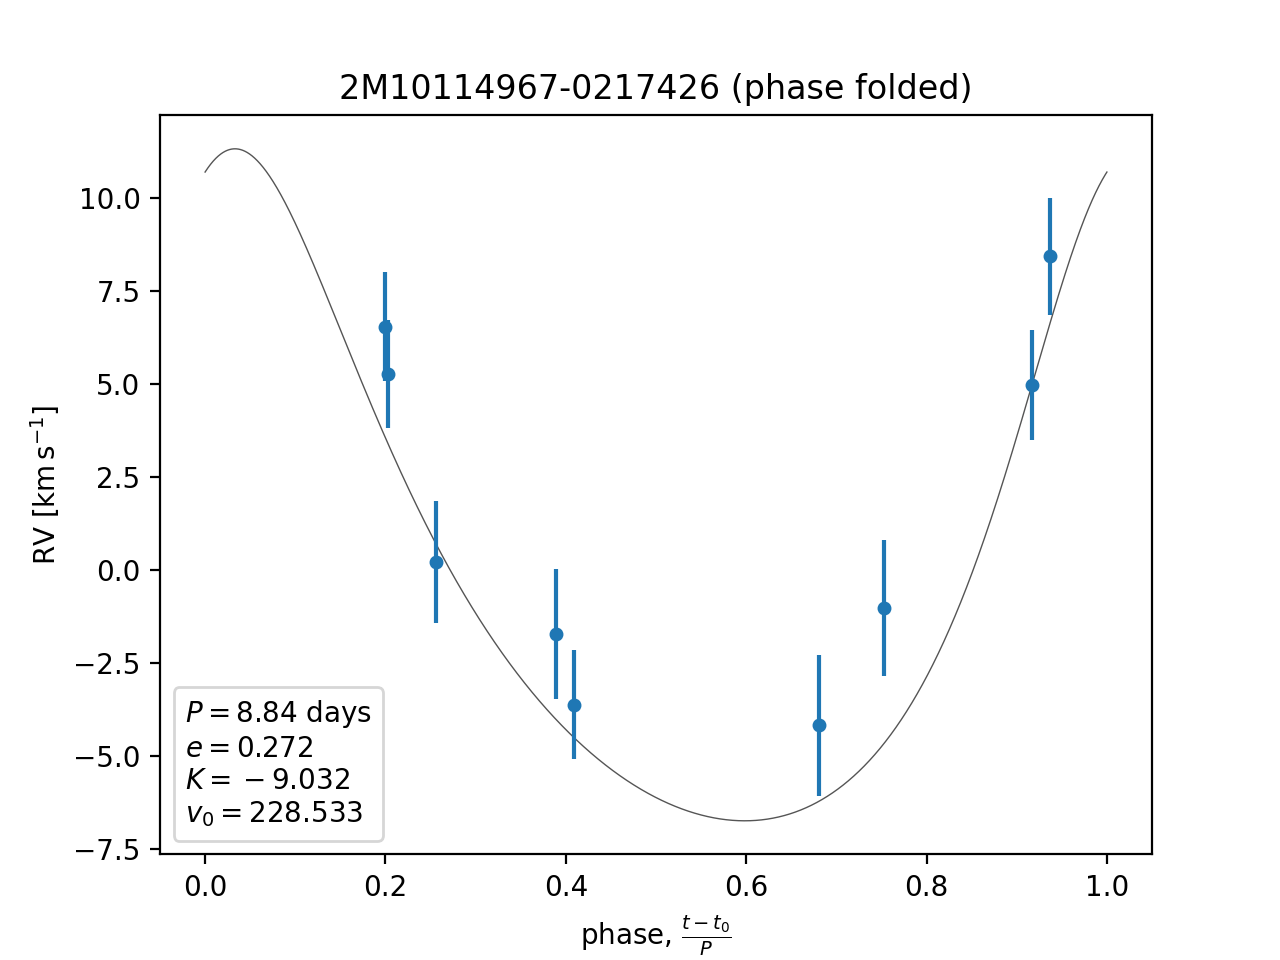 2M10114967-0217426 (phase folded)
RV [km s⁻¹]
10.0
7.5
5.0
2.5
0.0
−2.5
−5.0
−7.5
P = 8.84 days
e = 0.272
K = −9.032
v₀ = 228.533
0.0 0.2 0.4 0.6 0.8 1.0
phase, (t − t₀)/P